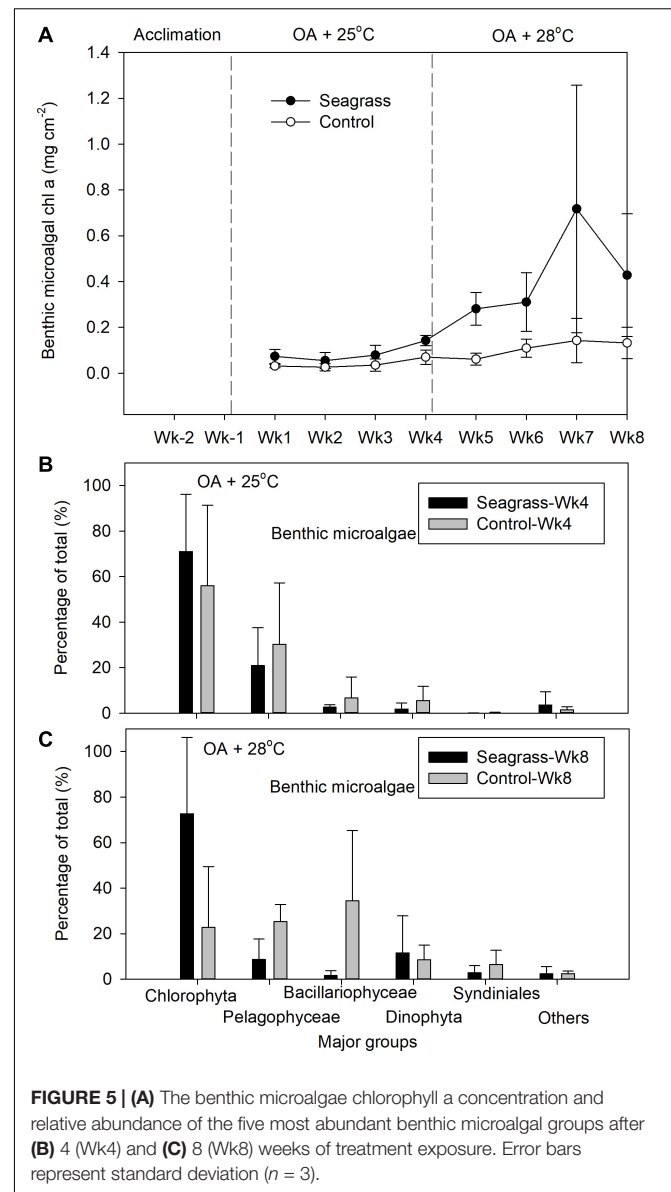 A
Acclimation OA + 25°C OA + 28°C
1.4
1.2
1.0
0.8
0.6
0.4
0.2
0.0
Benthic microalgal chl a (mg cm⁻²)
Seagrass
Control
Wk-2 Wk-1 Wk1 Wk2 Wk3 Wk4 Wk5 Wk6 Wk7 Wk8
B
OA + 25°C
Benthic microalgae
Seagrass-Wk4
Control-Wk4
100
80
60
40
20
0
Percentage of total (%)
C
OA + 28°C
Benthic microalgae
Seagrass-Wk8
Control-Wk8
100
80
60
40
20
0
Percentage of total (%)
Chlorophyta Bacillariophyceae Syndiniales
Pelagophyceae Dinophyta Others
Major groups
FIGURE 5 | (A) The benthic microalgae chlorophyll a concentration and
relative abundance of the five most abundant benthic microalgal groups after
(B) 4 (Wk4) and (C) 8 (Wk8) weeks of treatment exposure. Error bars
represent standard deviation (n = 3).